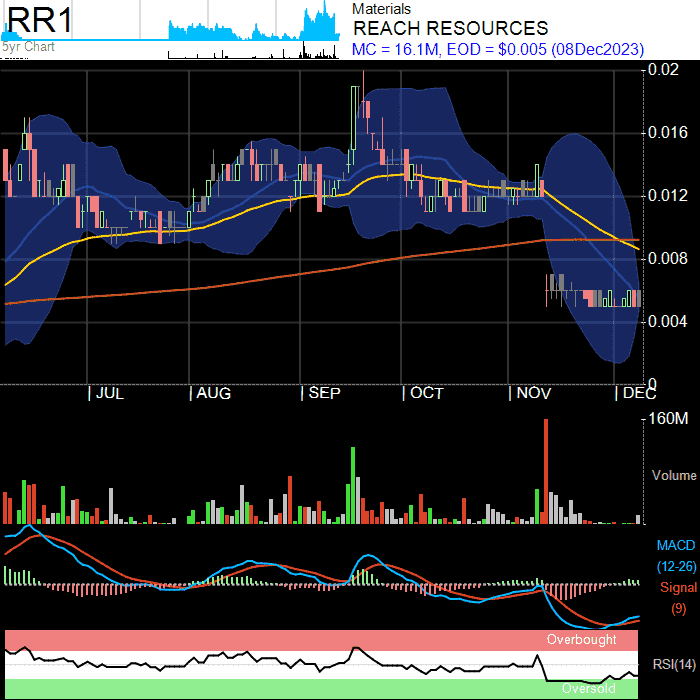 RR1
5yr Chart
Materials
REACH RESOURCES
MC = 16.1M, EOD = $0.005 (08Dec2023)
0.02
0.016
0.012
0.008
0.004
0
JUL AUG SEP OCT NOV DEC
160M
Volume
MACD
(12-26)
Signal
(9)
Overbought
RSI(14)
Oversold